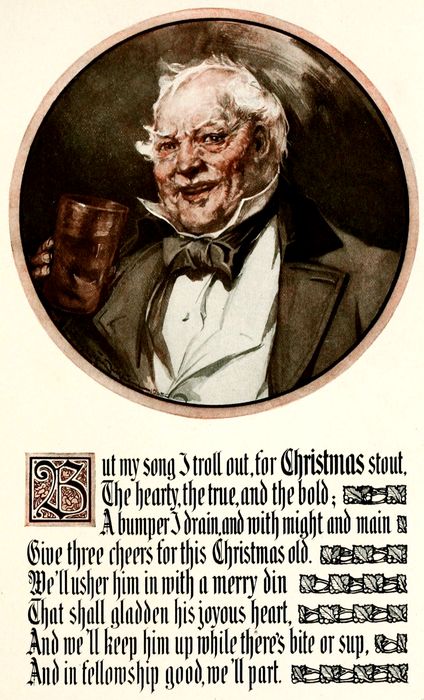 But my song I troll out, for Christmas stout,
The hearty, the true, and the bold;
A bumper I drain, and with might and main
Give three cheers for this Christmas old.
We'll usher him in with a merry din
That shall gladden his joyous heart,
And we'll keep him up while there's bite or sup,
And in fellowship good, we'll part.